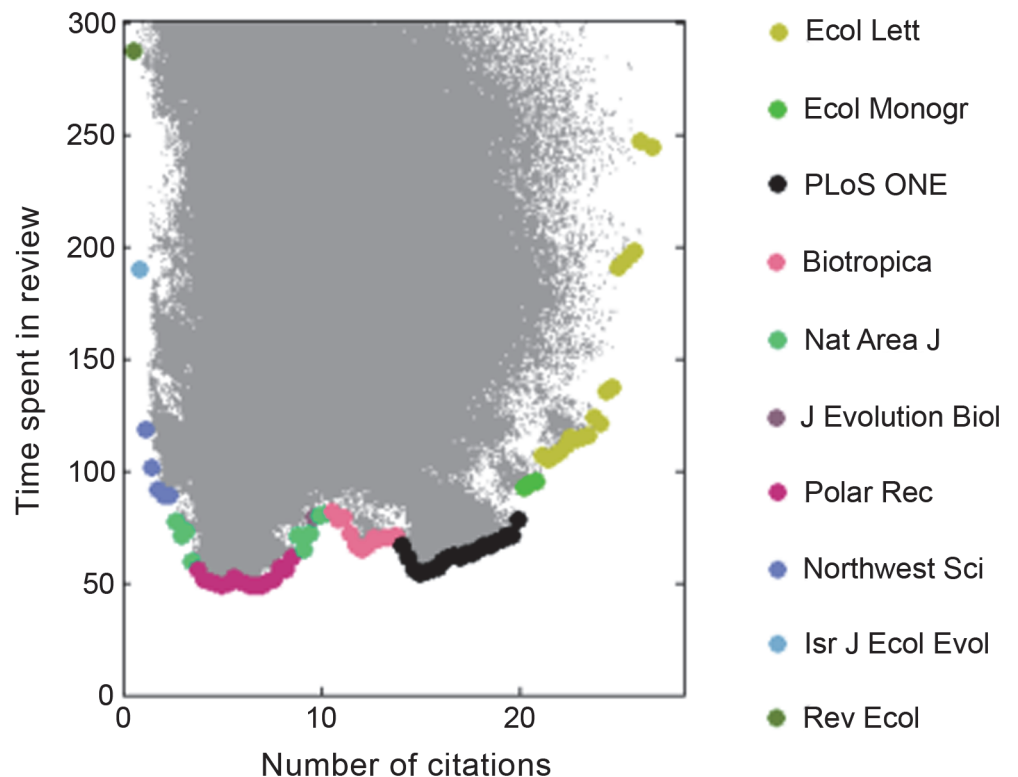 300
250
200
150
100
50
0
0 10 20
Time spent in review
Number of citations
Ecol Lett
Ecol Monogr
PLoS ONE
Biotropica
Nat Area J
J Evolution Biol
Polar Rec
Northwest Sci
Isr J Ecol Evol
Rev Ecol